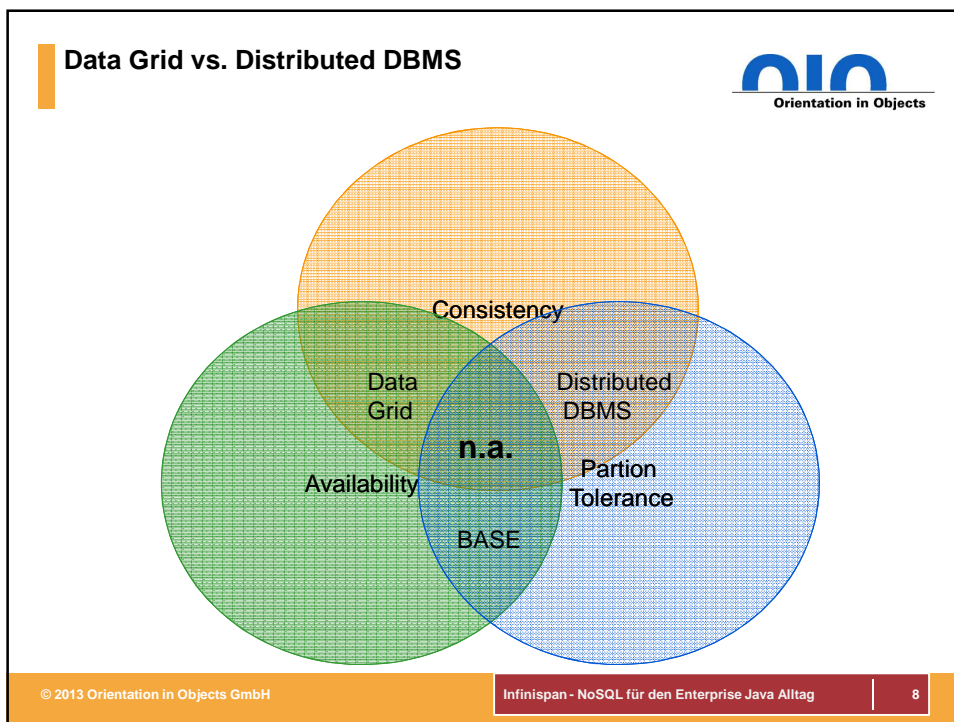 Data Grid vs. Distributed DBMS
OIO
Orientation in Objects
Consistency
Data
Grid
Distributed
DBMS
n.a.
Availability
Partion
Tolerance
BASE
© 2013 Orientation in Objects GmbH
Infinispan - NoSQL für den Enterprise Java Alltag
8